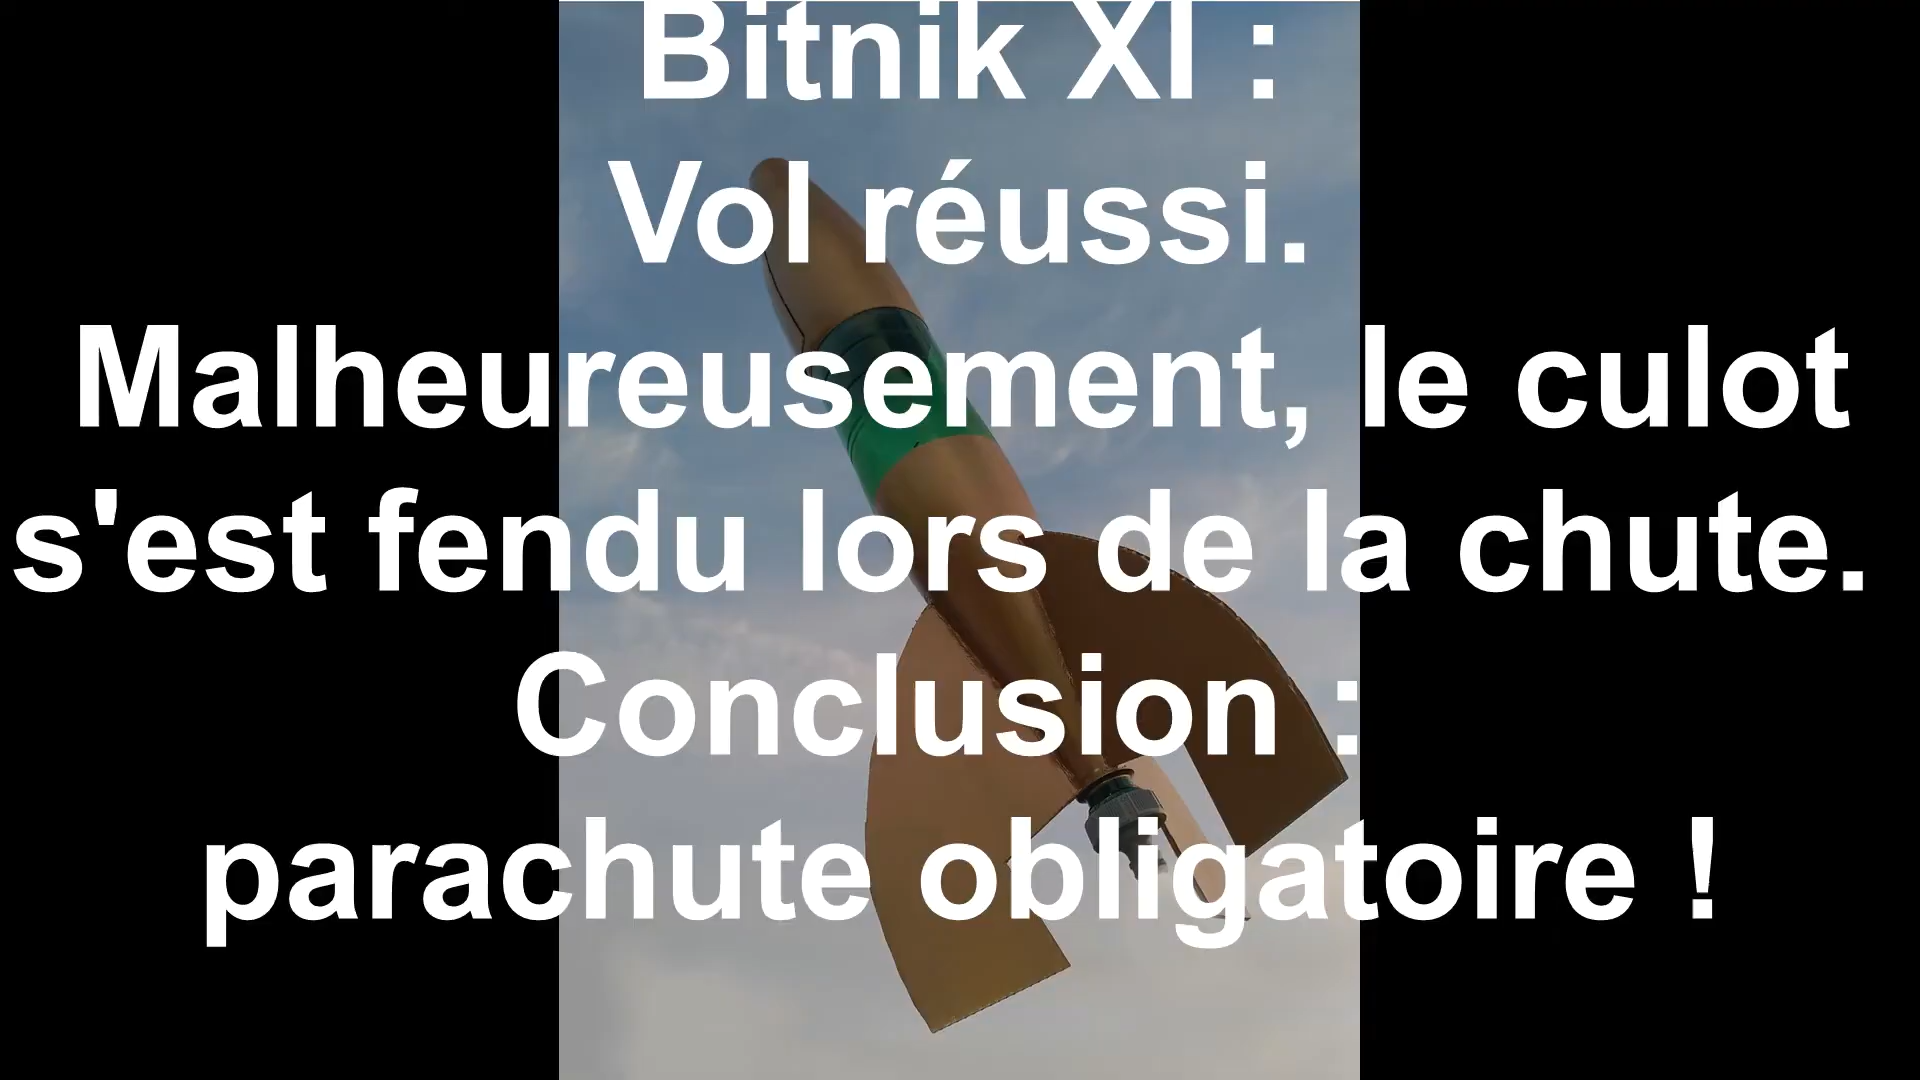 Bitnik XI :
Vol réussi.
Malheureusement, le culot
s'est fendu lors de la chute.
Conclusion :
parachute obligatoire !